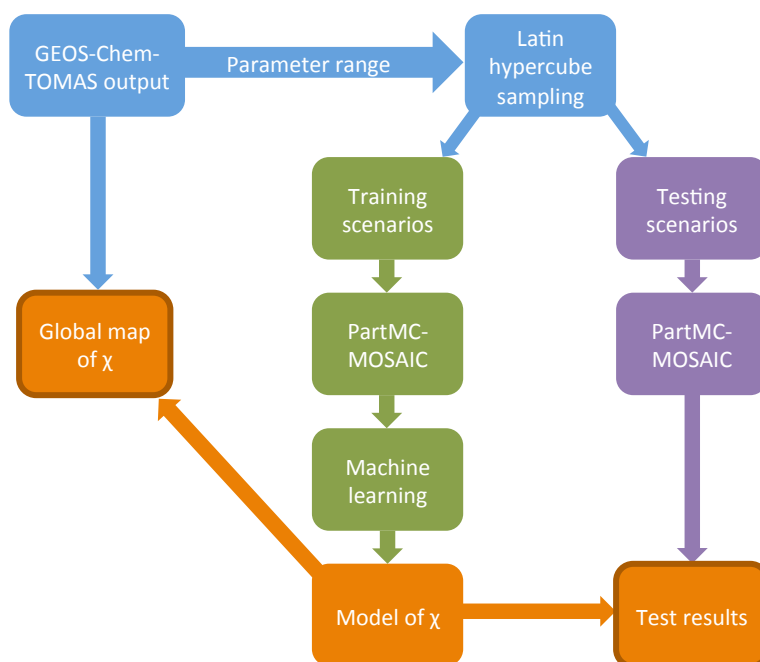 GEOS-Chem-
TOMAS output
Parameter range
Latin
hypercube
sampling
Training
scenarios
Testing
scenarios
Global map
of χ
PartMC-
MOSAIC
PartMC-
MOSAIC
Machine
learning
Model of χ
Test results